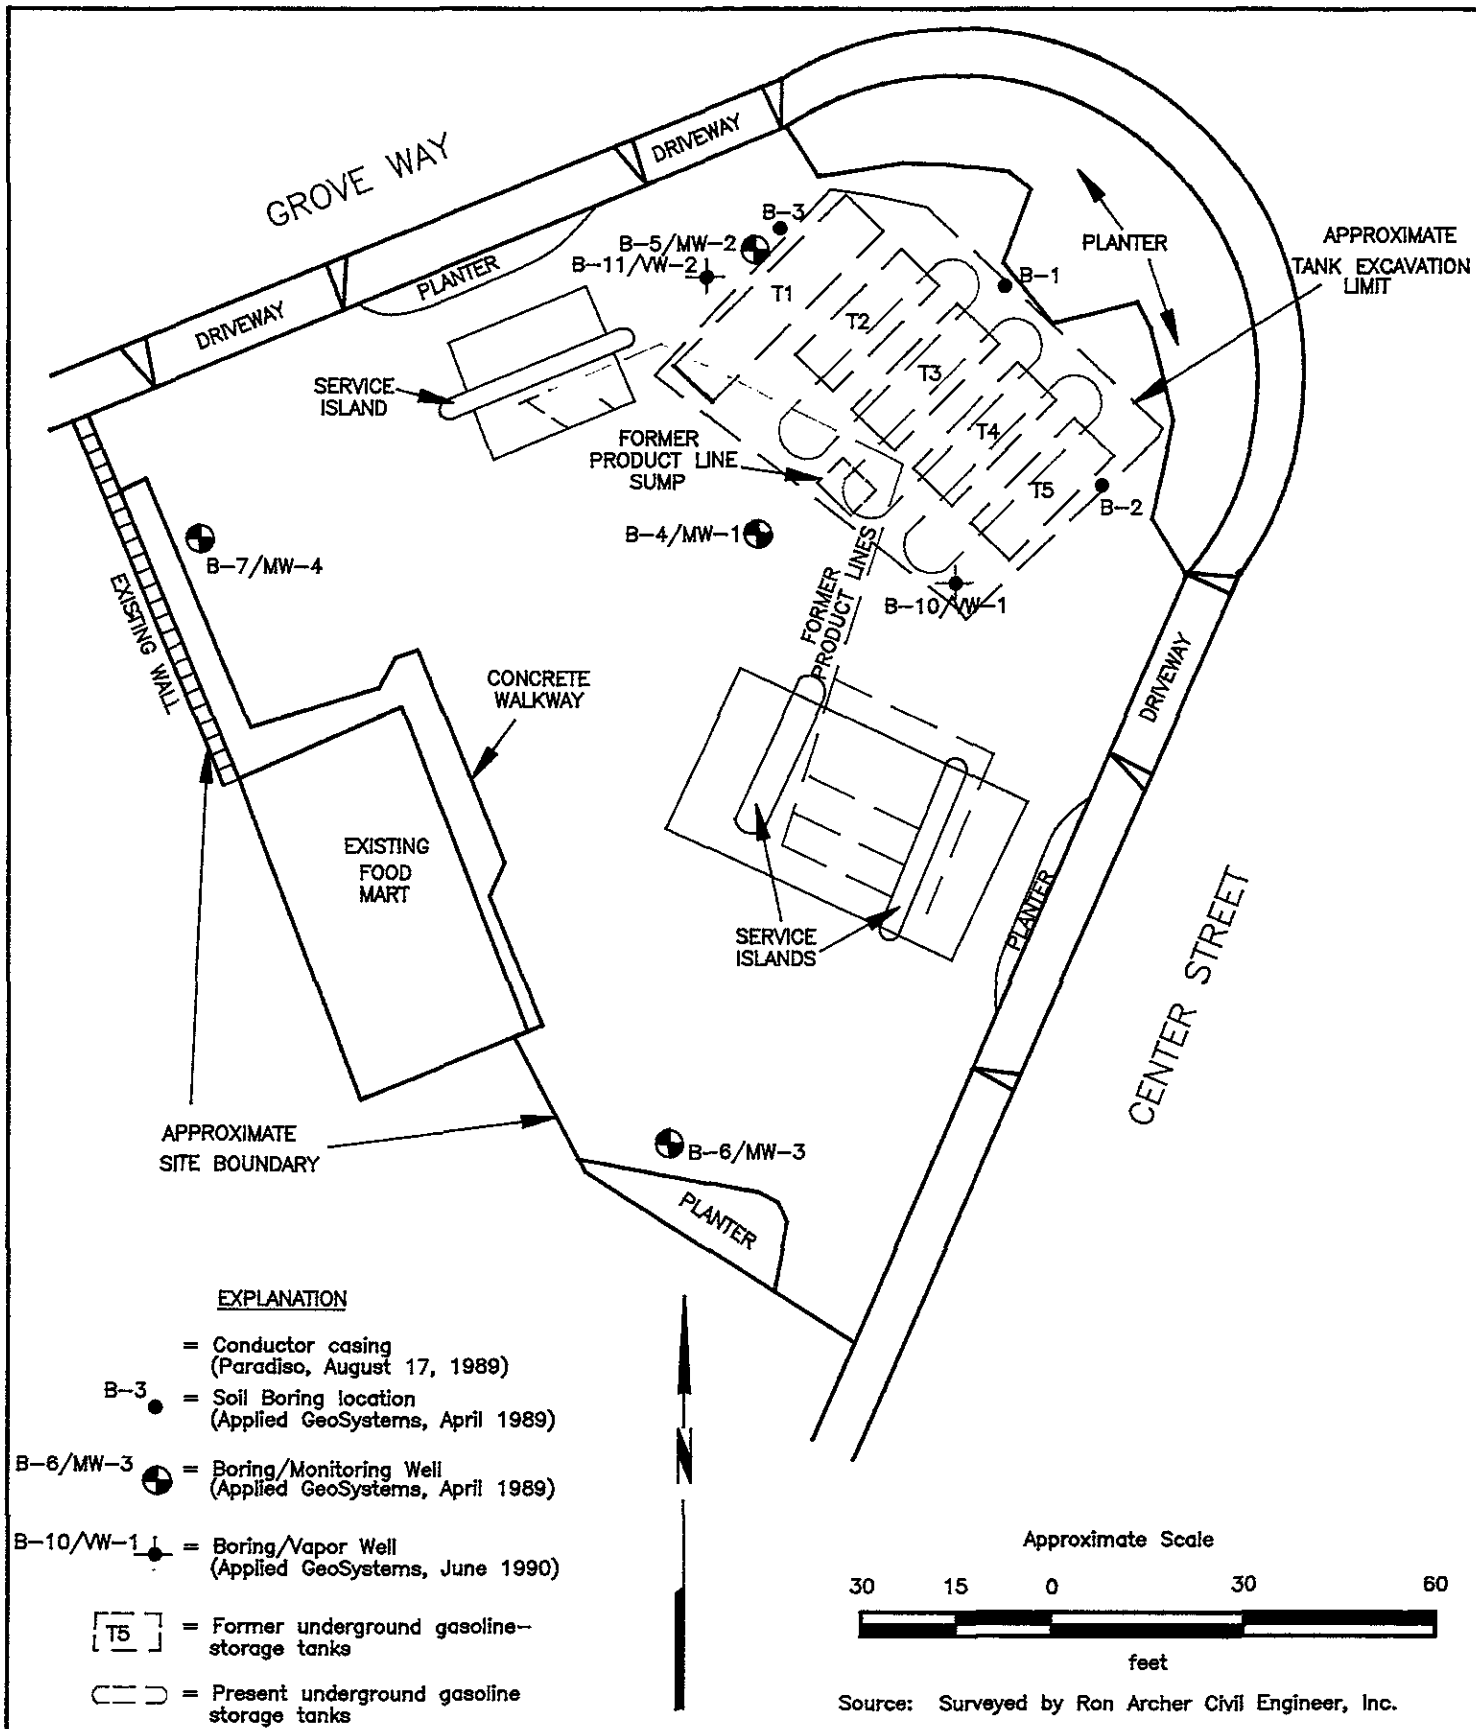 GROVE WAY
DRIVEWAY
DRIVEWAY
PLANTER
B-3
B-5/MW-2
B-11/VW-2
B-1
PLANTER
APPROXIMATE
TANK EXCAVATION
LIMIT
T1
T2
T3
T4
T5
SERVICE
ISLAND
FORMER
PRODUCT LINE
SUMP
B-2
B-4/MW-1
B-7/MW-4
B-10/VW-1
FORMER
PRODUCT LINES
EXISTING WALL
CONCRETE
WALKWAY
DRIVEWAY
EXISTING
FOOD
MART
SERVICE
ISLANDS
PLANTER
CENTER STREET
APPROXIMATE
SITE BOUNDARY
B-6/MW-3
PLANTER
EXPLANATION
= Conductor casing
(Paradiso, August 17, 1989)
B-3 = Soil Boring location
(Applied GeoSystems, April 1989)
B-6/MW-3 = Boring/Monitoring Well
(Applied GeoSystems, April 1989)
B-10/VW-1 = Boring/Vapor Well
(Applied GeoSystems, June 1990)
T5 = Former underground gasoline-
storage tanks
= Present underground gasoline
storage tanks
N
Approximate Scale
30 15 0 30 60
feet
Source: Surveyed by Ron Archer Civil Engineer, Inc.